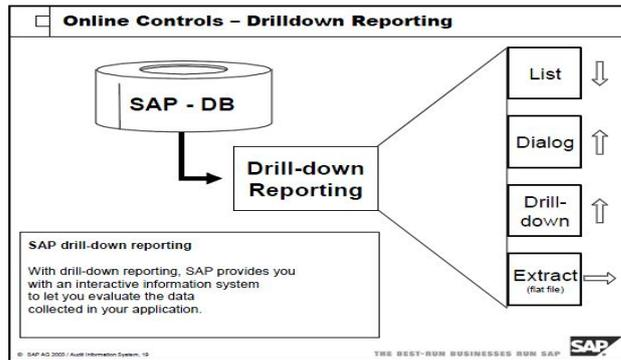 Online Controls – Drilldown Reporting
SAP - DB
Drill-down
Reporting
List
Dialog
Drill-
down
Extract
(flat file)
SAP drill-down reporting
With drill-down reporting, SAP provides you
with an interactive information system
to let you evaluate the data
collected in your application.
© SAP AG 2003 / Audit Information System, 19
THE BEST-RUN BUSINESSES RUN SAP
SAP